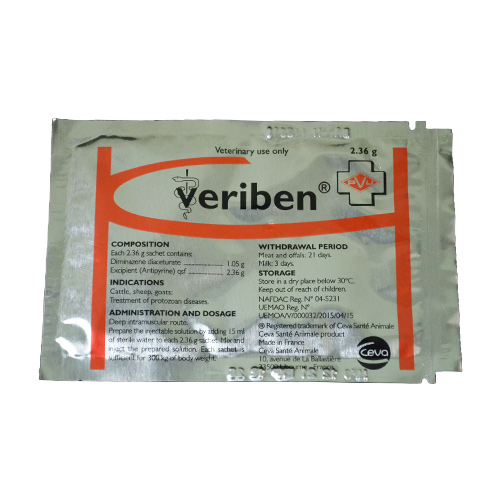 Veterinary use only 2.36 g
Veriben®
COMPOSITION
Each 2.36 g sachet contains:
Diminazene diaceturate 1.05 g
Excipient (Antipyrine) qsf 2.36 g
INDICATIONS
Cattle, sheep, goats:
Treatment of protozoan diseases.
ADMINISTRATION AND DOSAGE
Deep intramuscular route.
Prepare the injectable solution by adding 15 ml
of sterile water to each 2.36 g sachet. Mix and
inject the prepared solution. Each sachet is
sufficient for 300 kg of body weight.
WITHDRAWAL PERIOD
Meat and offals: 21 days.
Milk: 3 days.
STORAGE
Store in a dry place below 30°C.
Keep out of reach of children.
NAFDAC Reg. N° 04-5231
UEMAO Reg. N°
UEMOA/V/000032/2015/04/15
® Registered trademark of Ceva Santé Animale
Ceva Santé Animale product
Made in France
Ceva Santé Animale
10, avenue de La Ballastière
33500 Libourne - France
Ceva